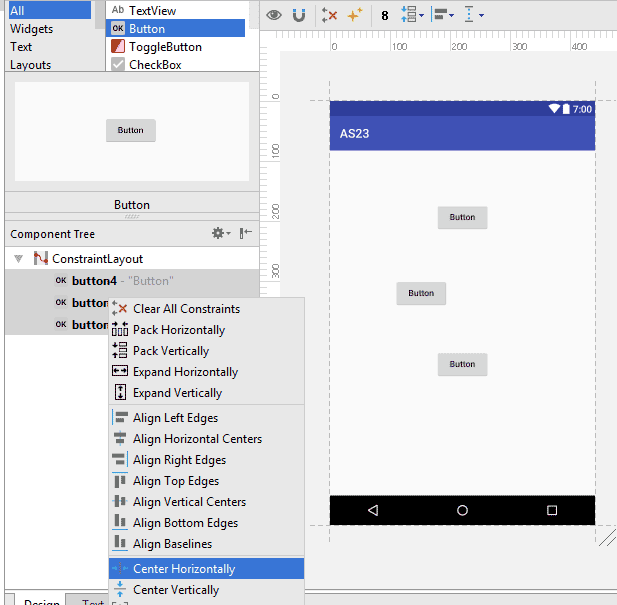 All
Widgets
Text
Layouts
Ab TextView
OK Button
ToggleButton
CheckBox
Button
Button
Component Tree
ConstraintLayout
OK button4 - "Button"
OK button
OK button
Clear All Constraints
Pack Horizontally
Pack Vertically
Expand Horizontally
Expand Vertically
Align Left Edges
Align Horizontal Centers
Align Right Edges
Align Top Edges
Align Vertical Centers
Align Bottom Edges
Align Baselines
Center Horizontally
Center Vertically
Design Text
8
0 100 200 300 400
0
100
200
300
7:00
AS23
Button
Button
Button